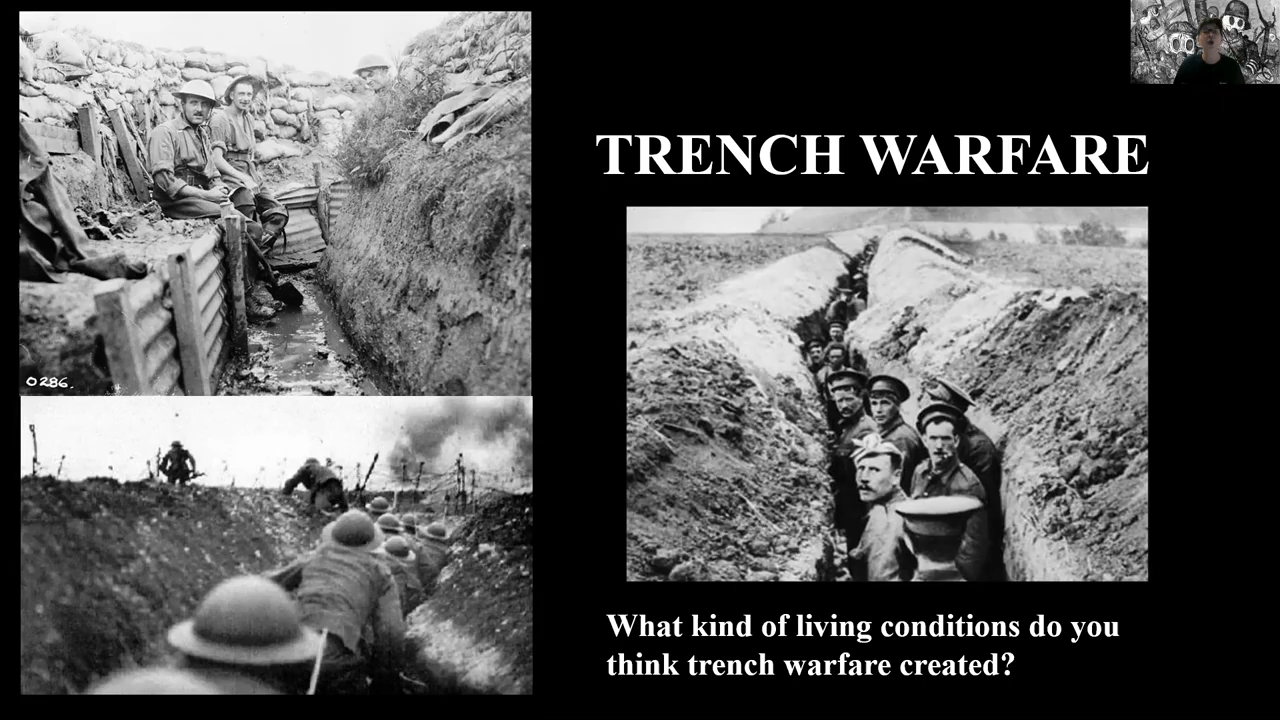 TRENCH WARFARE
0286.
What kind of living conditions do you
think trench warfare created?